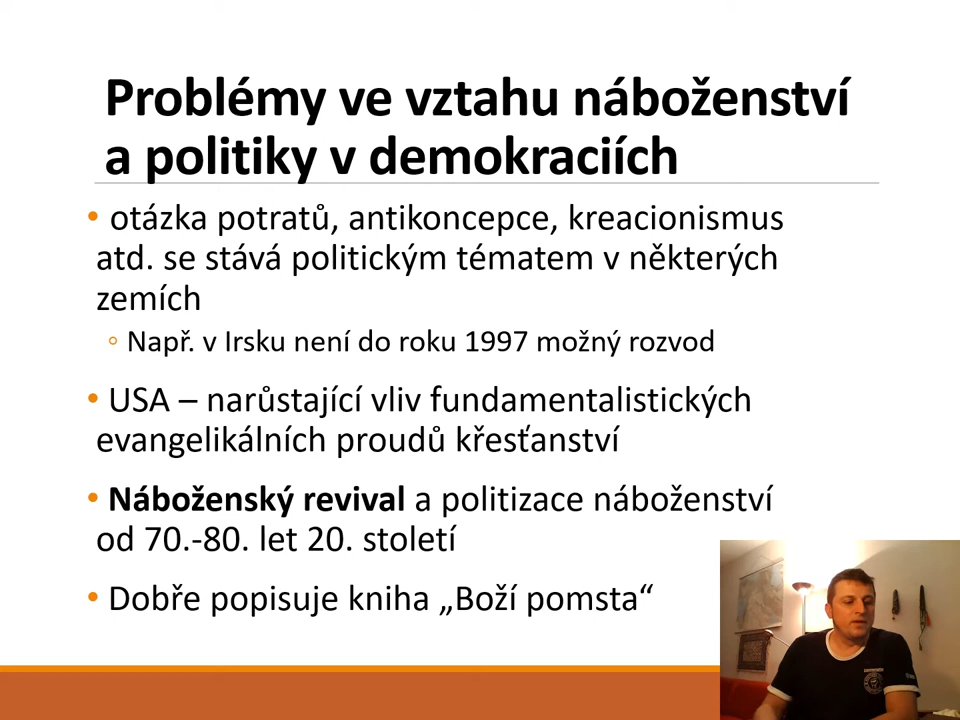 Problémy ve vztahu náboženství
a politiky v demokraciích
• otázka potratů, antikoncepce, kreacionismus
atd. se stává politickým tématem v některých
zemích
◦ Např. v Irsku není do roku 1997 možný rozvod
• USA – narůstající vliv fundamentalistických
evangelikálních proudů křesťanství
• Náboženský revival a politizace náboženství
od 70.-80. let 20. století
• Dobře popisuje kniha „Boží pomsta“